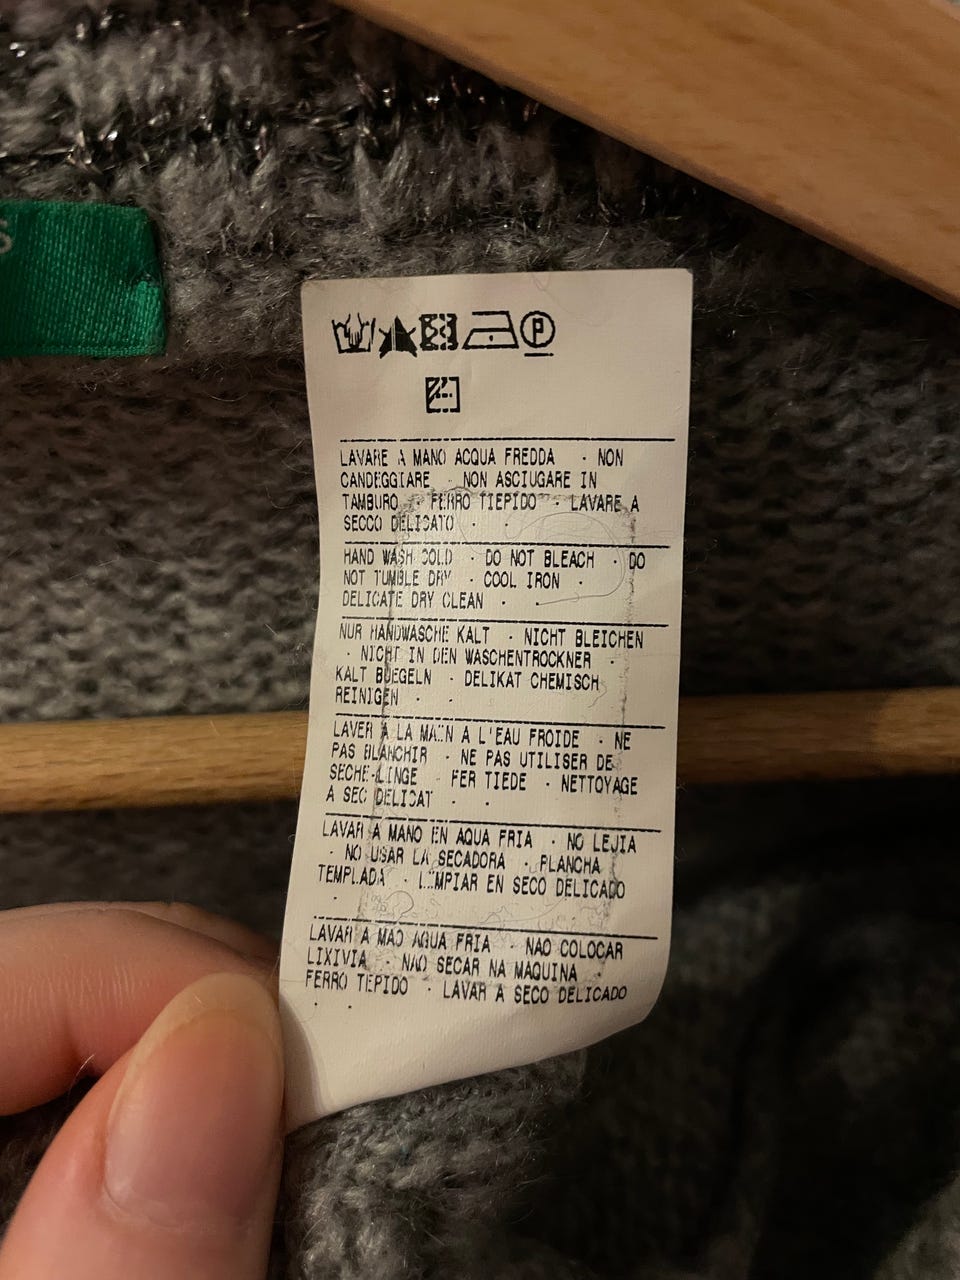 S
P
LAVARE A MANO ACQUA FREDDA · NON
CANDEGGIARE · NON ASCIUGARE IN
TAMBURO · FERRO TIEPIDO · LAVARE A
SECCO DELICATO · ·
HAND WASH COLD · DO NOT BLEACH · DO
NOT TUMBLE DRY · COOL IRON ·
DELICATE DRY CLEAN · ·
NUR HANDWASCHE KALT · NICHT BLEICHEN
· NICHT IN DEN WASCHENTROCKNER ·
KALT BUEGELN · DELIKAT CHEMISCH
REINIGEN · ·
LAVER A LA MAIN A L'EAU FROIDE · NE
PAS BLANCHIR · NE PAS UTILISER DE
SECHE-LINGE · FER TIEDE · NETTOYAGE
A SEC DELICAT · ·
LAVAR A MANO EN AQUA FRIA · NO LEJIA
· NO USAR LA SECADORA · PLANCHA
TEMPLADA · LIMPIAR EN SECO DELICADO
·
LAVAR A MAO AQUA FRIA · NAO COLOCAR
LIXIVIA · NAO SECAR NA MAQUINA ·
FERRO TEPIDO · LAVAR A SECO DELICADO
· ·